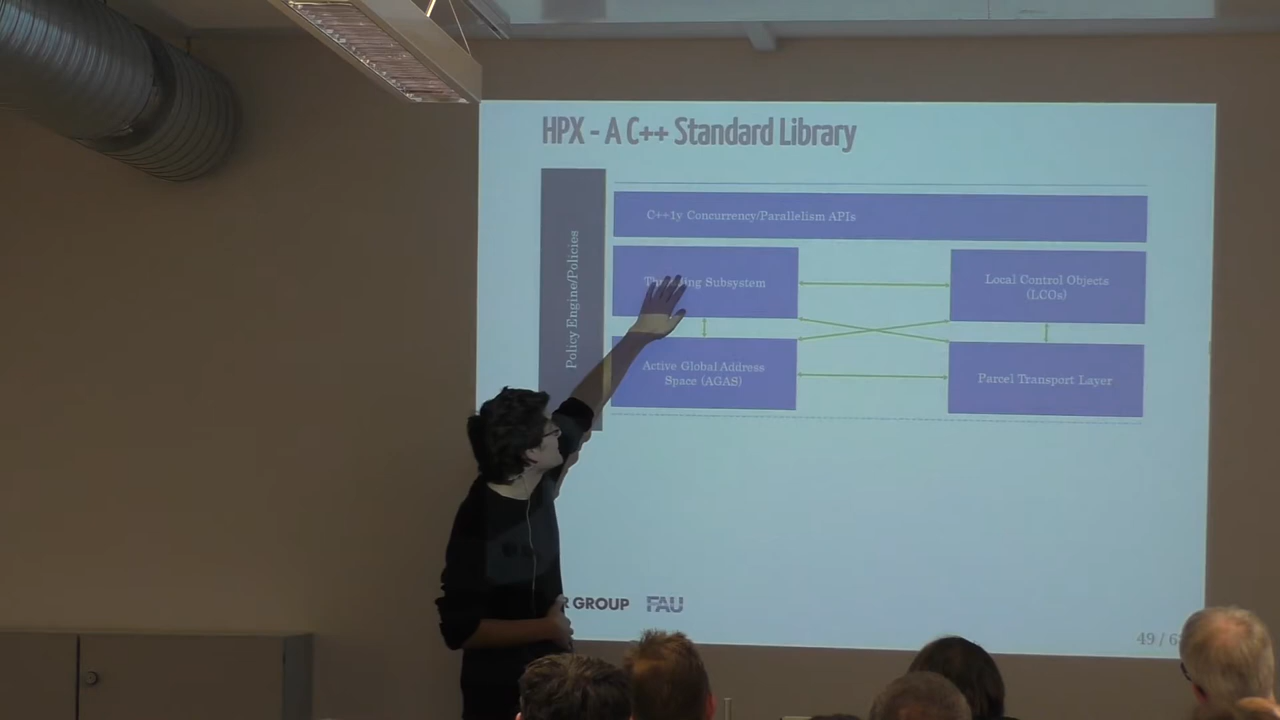 HPX - A C++ Standard Library
Policy Engine/Policies
C++1y Concurrency/Parallelism APIs
Subsystem
Local Control Objects
(LCOs)
Active Global Address
Space (AGAS)
Parcel Transport Layer
GROUP
FAU
49 /